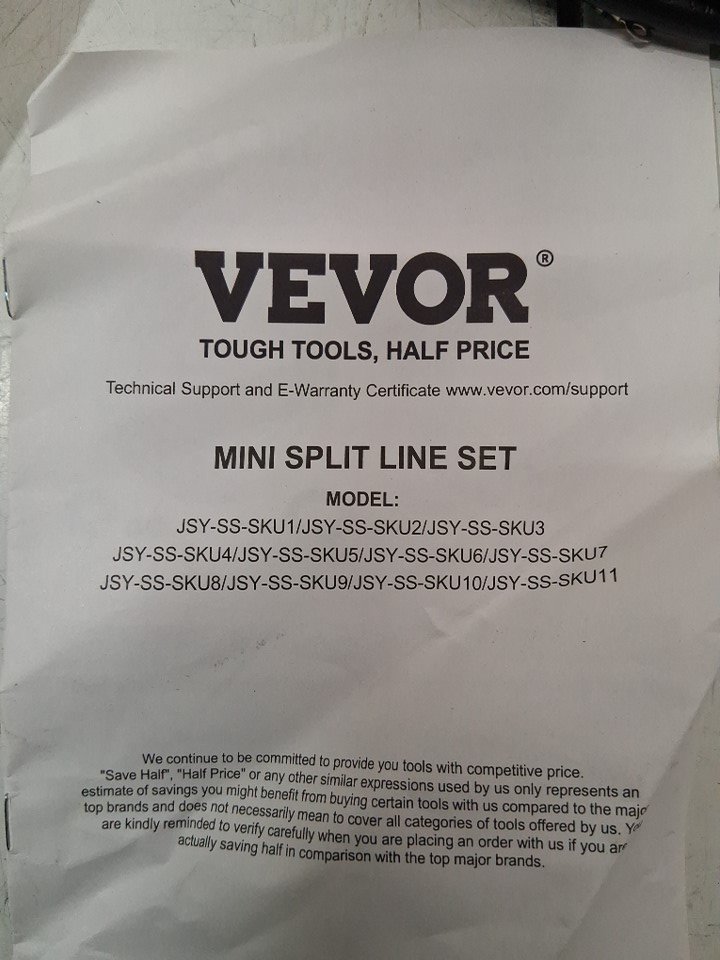 VEVOR®
TOUGH TOOLS, HALF PRICE
Technical Support and E-Warranty Certificate www.vevor.com/support
MINI SPLIT LINE SET
MODEL:
JSY-SS-SKU1/JSY-SS-SKU2/JSY-SS-SKU3
JSY-SS-SKU4/JSY-SS-SKU5/JSY-SS-SKU6/JSY-SS-SKU7
JSY-SS-SKU8/JSY-SS-SKU9/JSY-SS-SKU10/JSY-SS-SKU11
We continue to be committed to provide you tools with competitive price.
"Save Half", "Half Price" or any other similar expressions used by us only represents an
estimate of savings you might benefit from buying certain tools with us compared to the major
top brands and does not necessarily mean to cover all categories of tools offered by us. You
are kindly reminded to verify carefully when you are placing an order with us if you are
actually saving half in comparison with the top major brands.